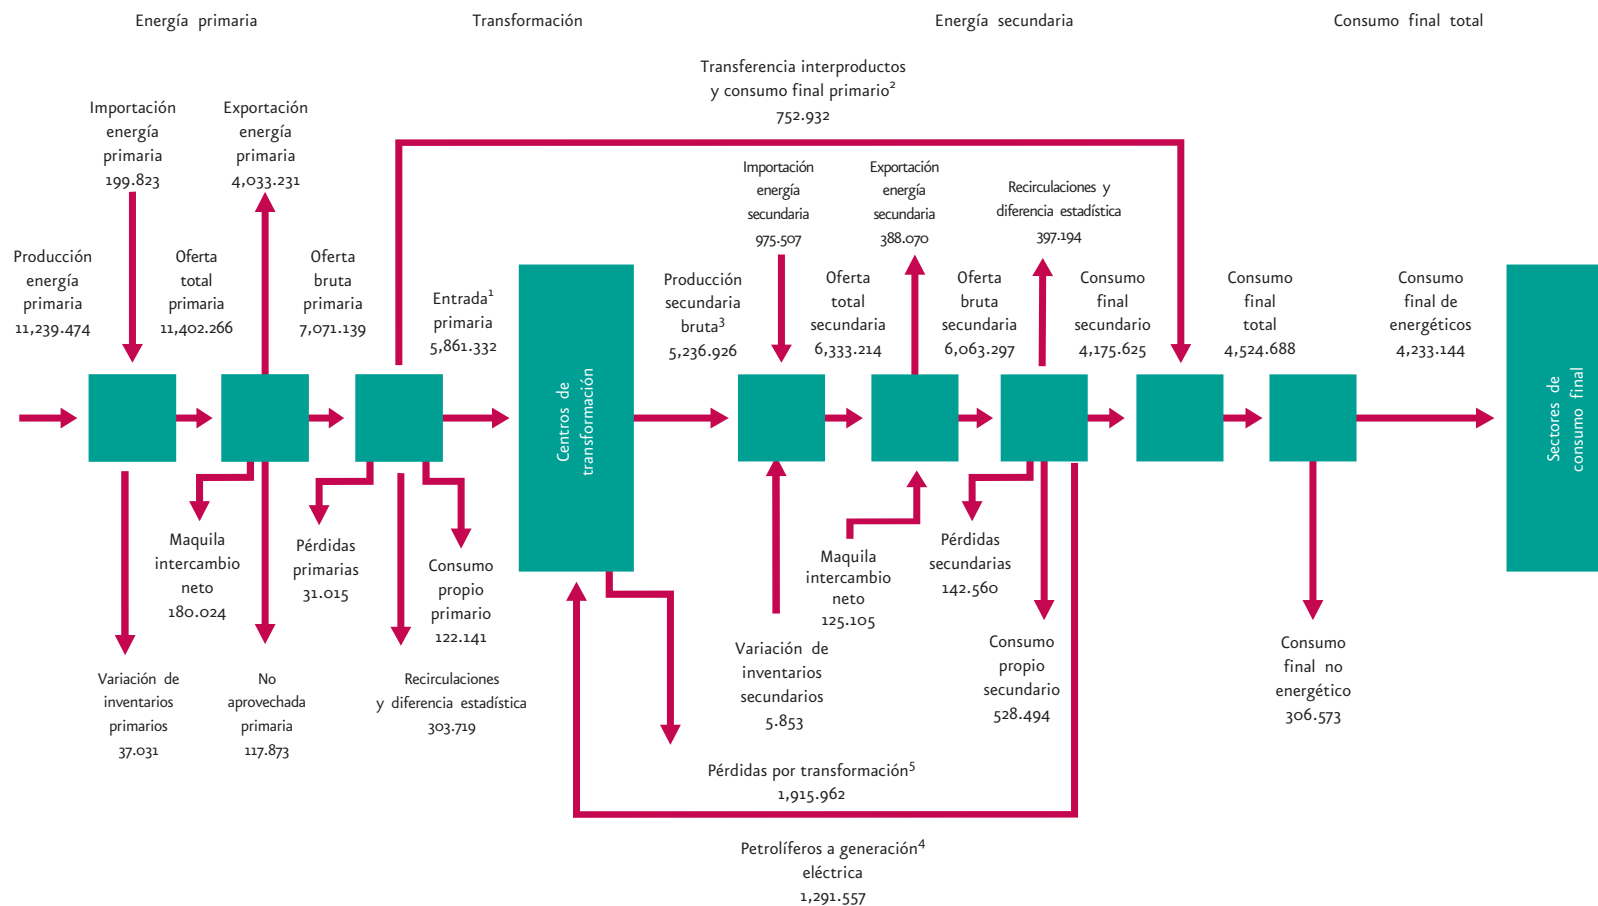 Energía primaria
Transformación
Energía secundaria
Consumo final total
Transferencia interproductos
y consumo final primario2
752.932
Importación
energía
primaria
199.823
Exportación
energía
primaria
4,033.231
Importación
energía
secundaria
975.507
Exportación
energía
secundaria
388.070
Recirculaciones y
diferencia estadística
397.194
Producción
energía
primaria
11,239.474
Oferta
total
primaria
11,402.266
Oferta
bruta
primaria
7,071.139
Entrada1
primaria
5,861.332
Centros de
transformación
Producción
secundaria
bruta3
5,236.926
Oferta
total
secundaria
6,333.214
Oferta
bruta
secundaria
6,063.297
Consumo
final
secundario
4,175.625
Consumo
final
total
4,524.688
Consumo
final de
energéticos
4,233.144
Sectores de
consumo final
Maquila
intercambio
neto
180.024
Pérdidas
primarias
31.015
Consumo
propio
primario
122.141
Variación de
inventarios
primarios
37.031
No
aprovechada
primaria
117.873
Recirculaciones
y diferencia estadística
303.719
Maquila
intercambio
neto
125.105
Pérdidas
secundarias
142.560
Variación de
inventarios
secundarios
5.853
Consumo
propio
secundario
528.494
Consumo
final no
energético
306.573
Pérdidas por transformación5
1,915.962
Petrolíferos a generación4
eléctrica
1,291.557